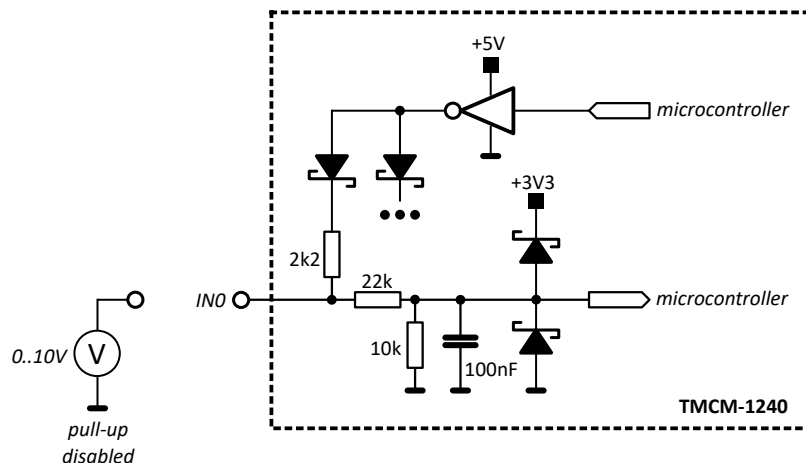 +5V
microcontroller
+3V3
2k2
22k
IN0
microcontroller
0..10V
V
10k
100nF
TMCM-1240
pull-up
disabled